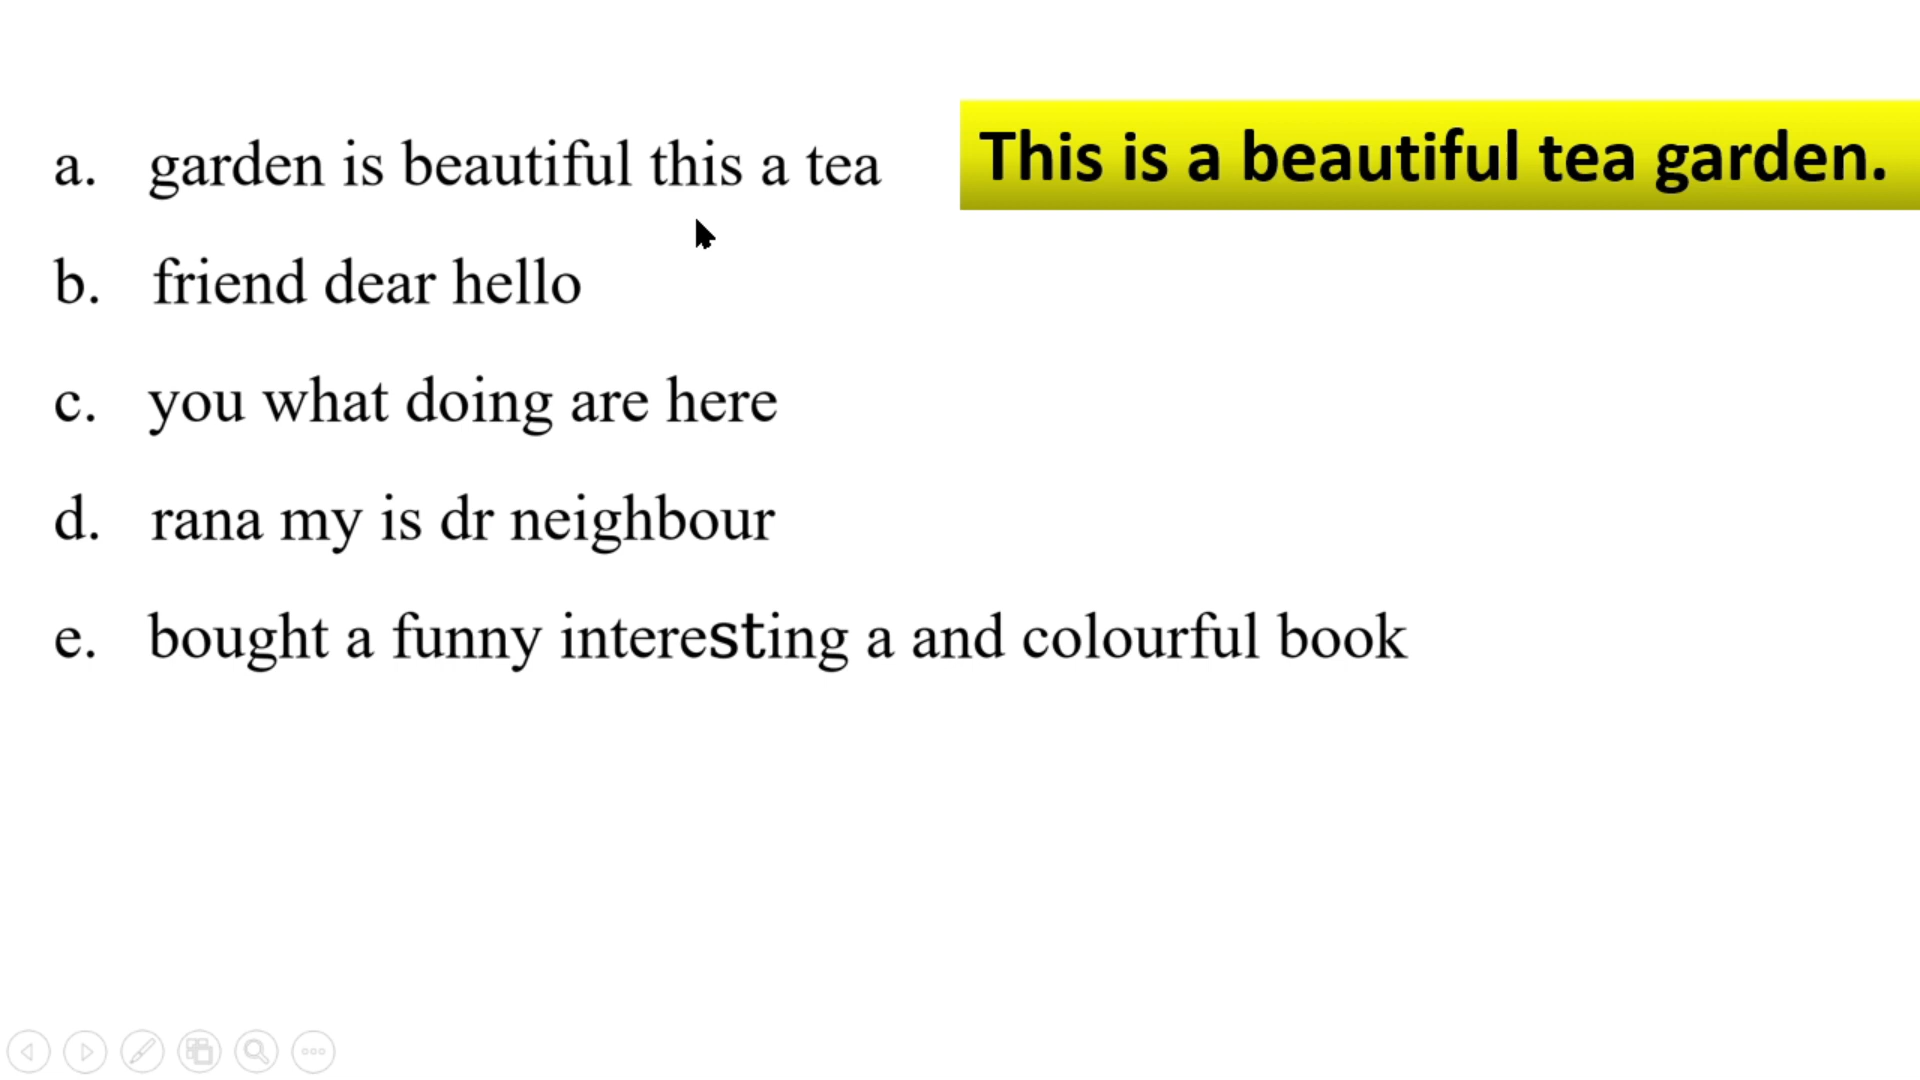 a. garden is beautiful this a tea This is a beautiful tea garden.
b. friend dear hello
c. you what doing are here
d. rana my is dr neighbour
e. bought a funny interesting a and colourful book